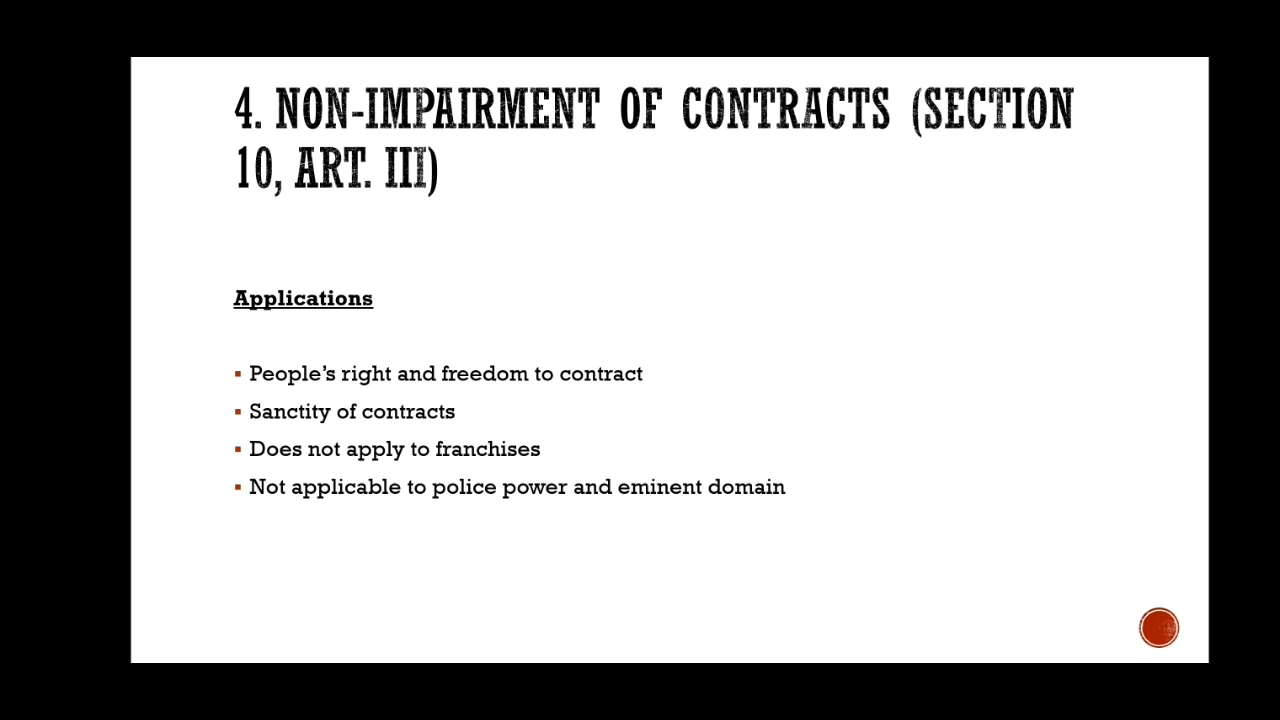 4. NON-IMPAIRMENT OF CONTRACTS (SECTION
10, ART. III)
Applications
▪ People's right and freedom to contract
▪ Sanctity of contracts
▪ Does not apply to franchises
▪ Not applicable to police power and eminent domain